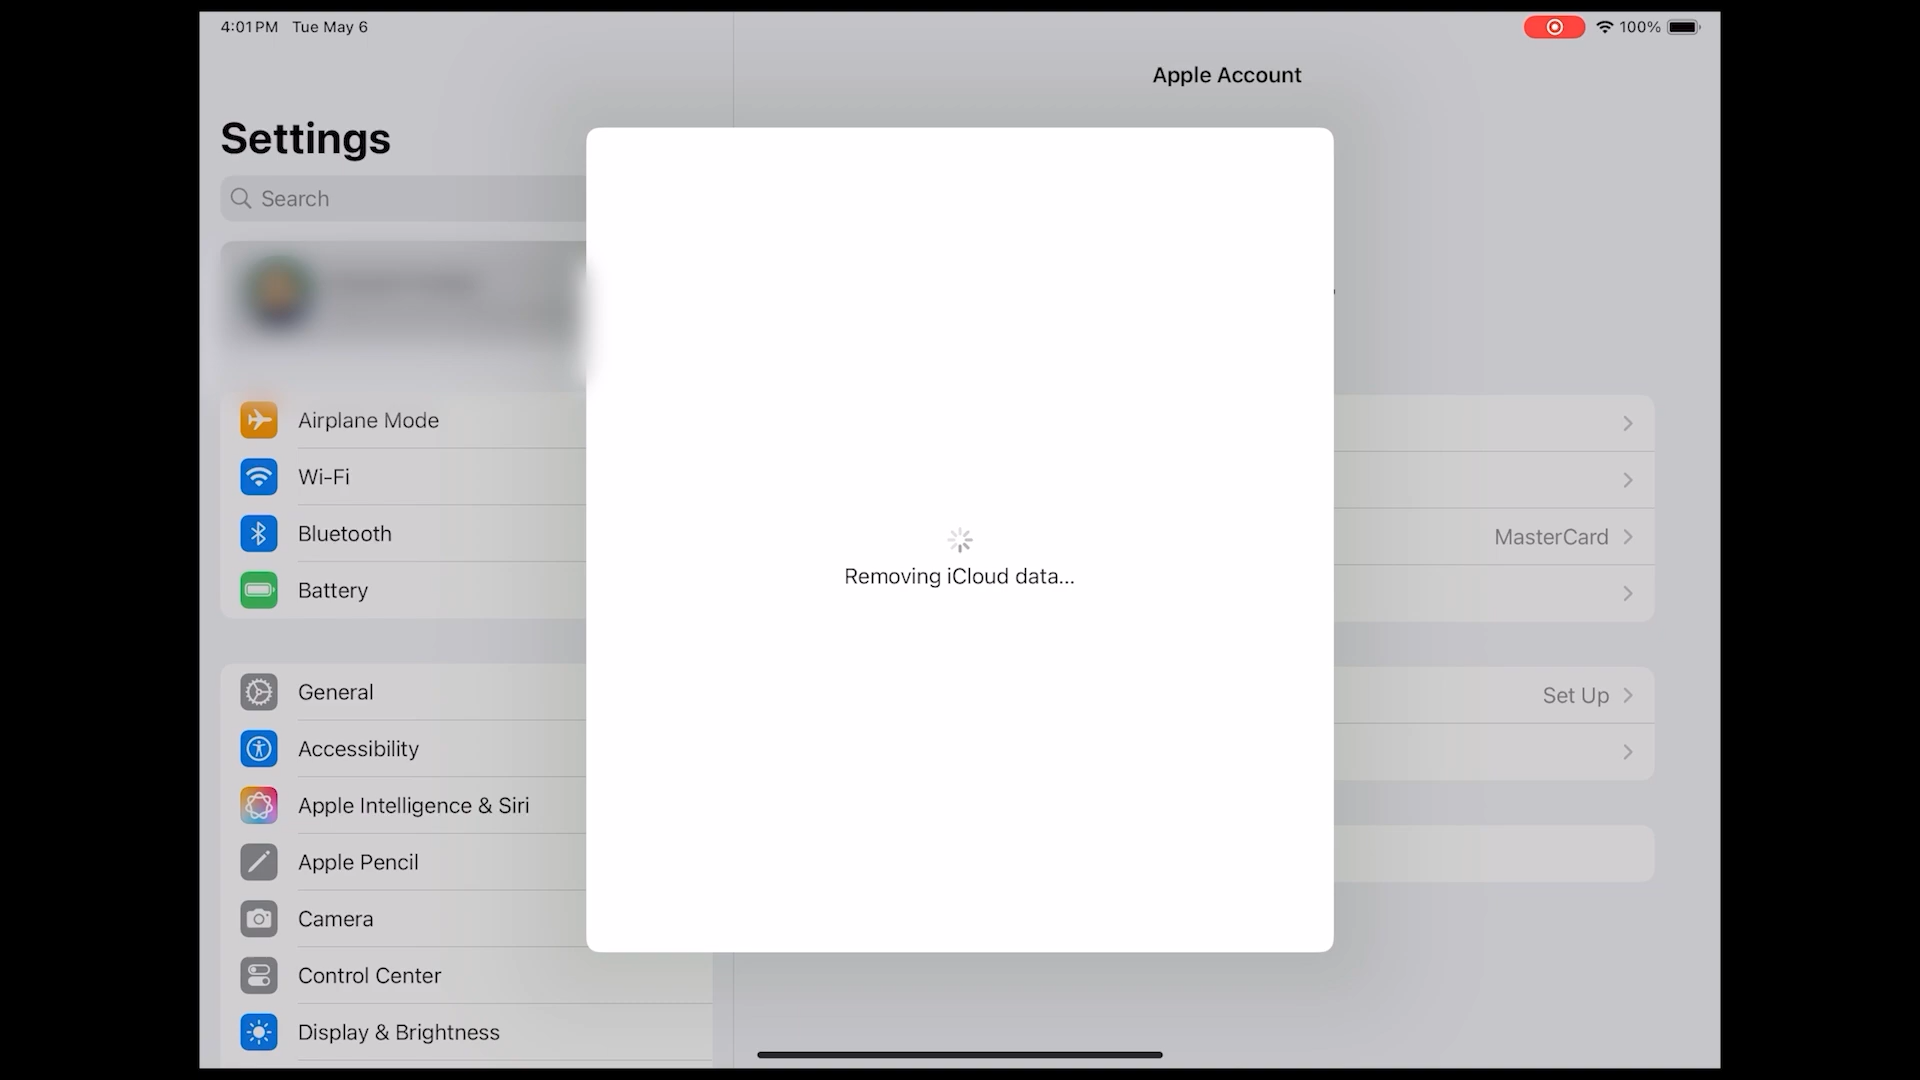 4:01 PM Tue May 6
100%
Apple Account
Settings
Search
Airplane Mode
Wi-Fi
Bluetooth
Battery
General
Accessibility
Apple Intelligence & Siri
Apple Pencil
Camera
Control Center
Display & Brightness
Removing iCloud data...
MasterCard
Set Up